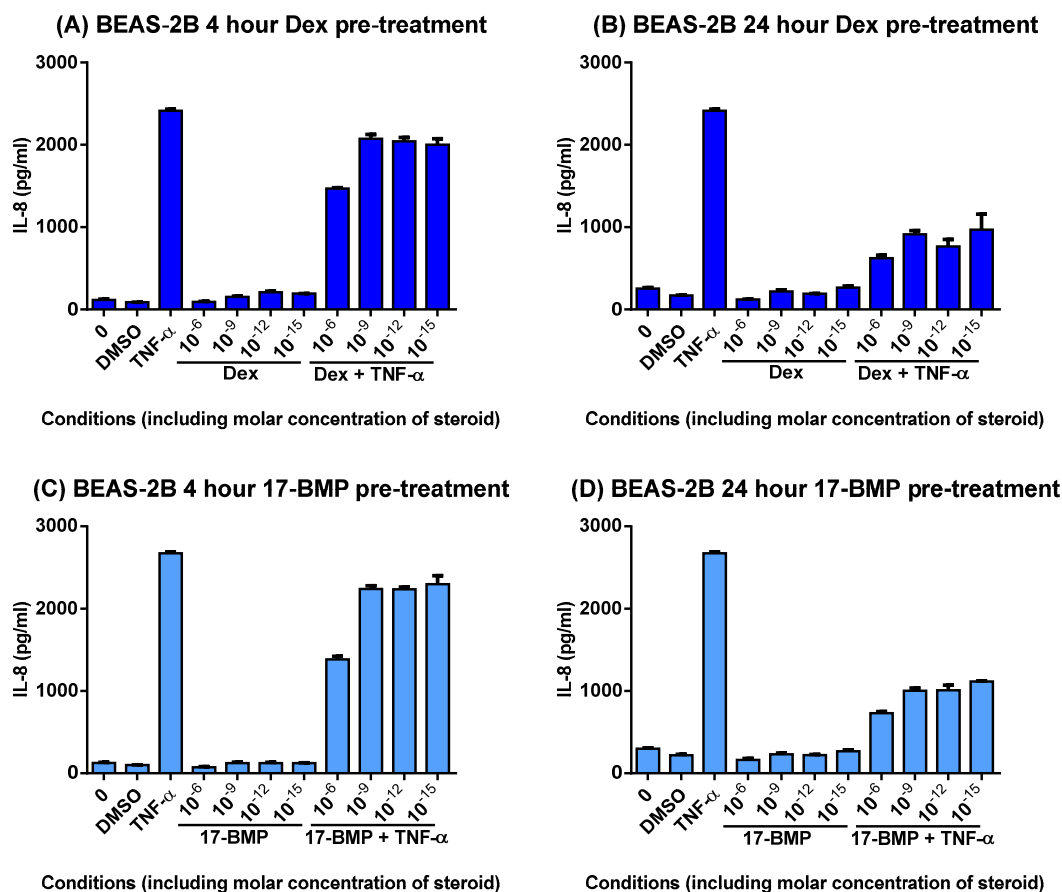 (A) BEAS-2B 4 hour Dex pre-treatment
3000
2000
1000
0
IL-8 (pg/ml)
0
DMSO
TNF-α
10⁻⁶
10⁻⁹
10⁻¹²
10⁻¹⁵
10⁻⁶
10⁻⁹
10⁻¹²
10⁻¹⁵
Dex
Dex + TNF-α
Conditions (including molar concentration of steroid)
(B) BEAS-2B 24 hour Dex pre-treatment
3000
2000
1000
0
IL-8 (pg/ml)
0
DMSO
TNF-α
10⁻⁶
10⁻⁹
10⁻¹²
10⁻¹⁵
10⁻⁶
10⁻⁹
10⁻¹²
10⁻¹⁵
Dex
Dex + TNF-α
Conditions (including molar concentration of steroid)
(C) BEAS-2B 4 hour 17-BMP pre-treatment
3000
2000
1000
0
IL-8 (pg/ml)
0
DMSO
TNF-α
10⁻⁶
10⁻⁹
10⁻¹²
10⁻¹⁵
10⁻⁶
10⁻⁹
10⁻¹²
10⁻¹⁵
17-BMP
17-BMP + TNF-α
Conditions (including molar concentration of steroid)
(D) BEAS-2B 24 hour 17-BMP pre-treatment
3000
2000
1000
0
IL-8 (pg/ml)
0
DMSO
TNF-α
10⁻⁶
10⁻⁹
10⁻¹²
10⁻¹⁵
10⁻⁶
10⁻⁹
10⁻¹²
10⁻¹⁵
17-BMP
17-BMP + TNF-α
Conditions (including molar concentration of steroid)